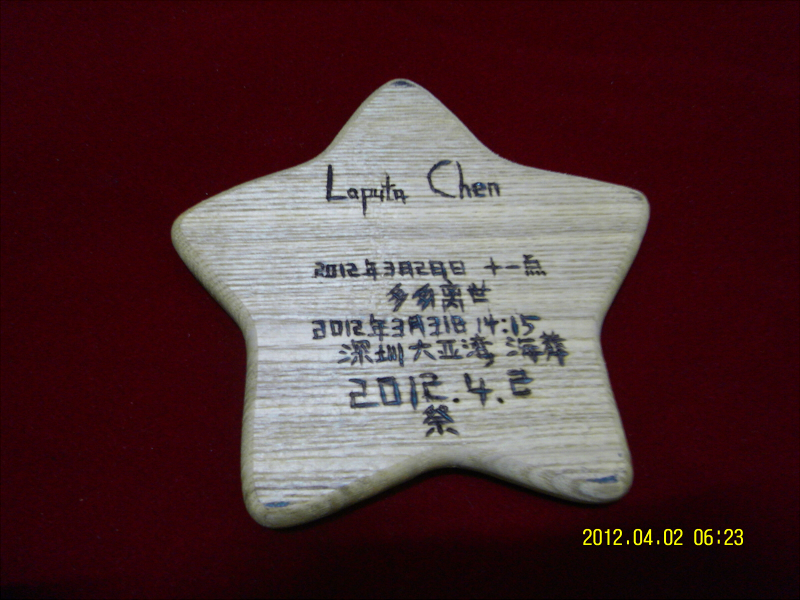 Laputa Chen
2012年3月28日 十一点
多多离世
2012年3月31日 14:15
深圳大亚湾 海葬
2012.4.2
祭
2012.04.02 06:23